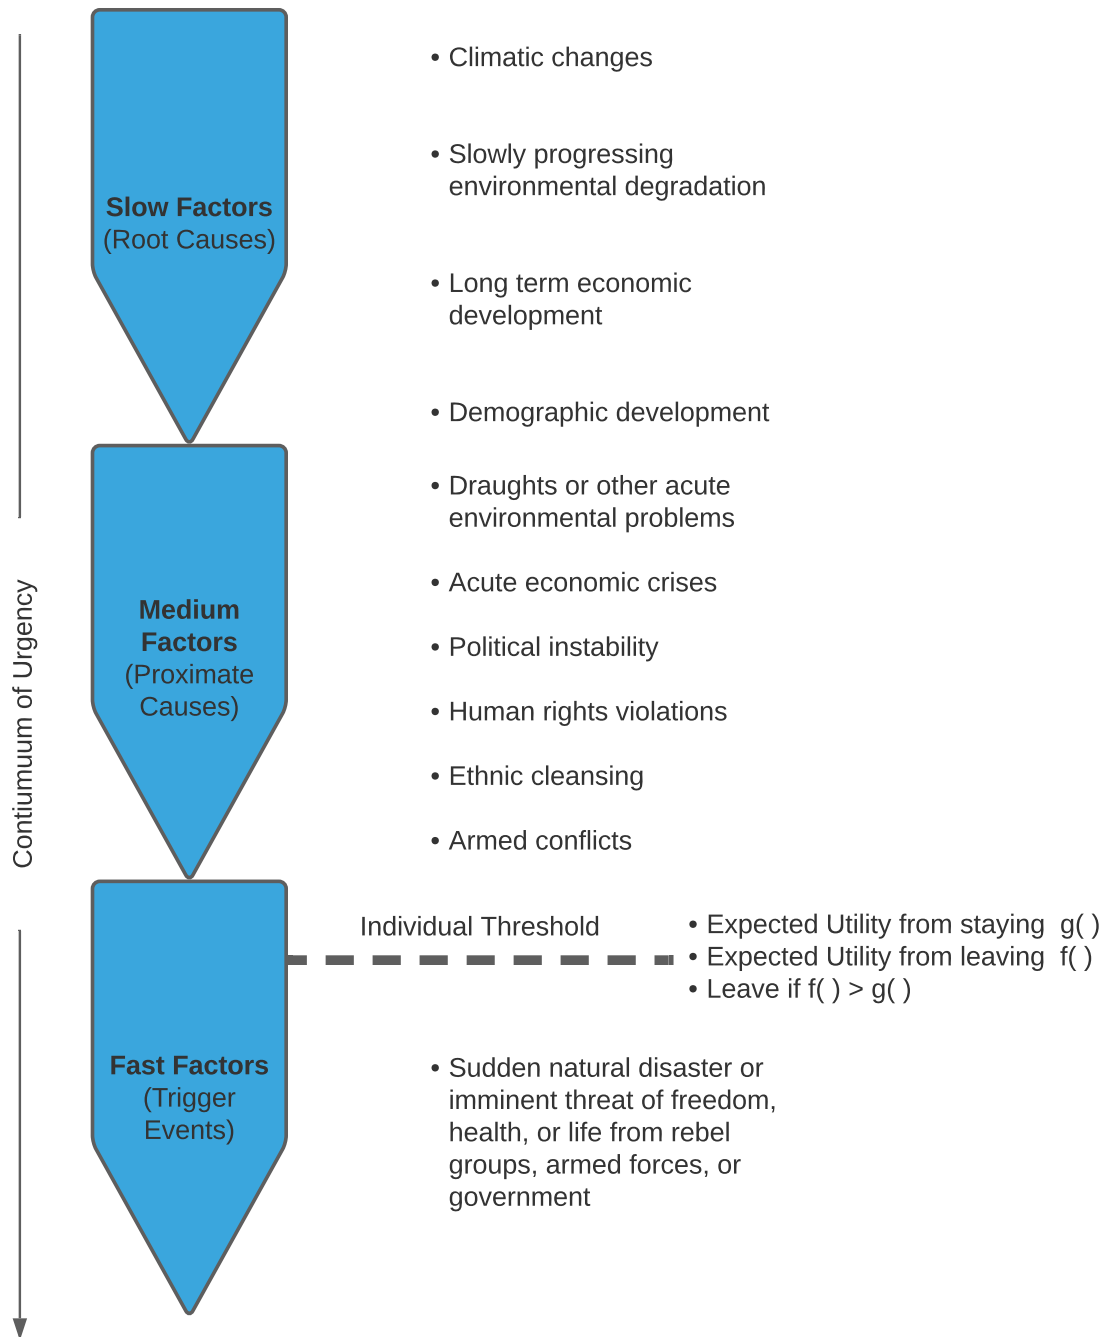 Contiumuum of Urgency
Slow Factors
(Root Causes)
• Climatic changes
• Slowly progressing
environmental degradation
• Long term economic
development
• Demographic development
Medium
Factors
(Proximate
Causes)
• Draughts or other acute
environmental problems
• Acute economic crises
• Political instability
• Human rights violations
• Ethnic cleansing
• Armed conflicts
Individual Threshold
• Expected Utility from staying  g( )
• Expected Utility from leaving  f( )
• Leave if f( ) > g( )
Fast Factors
(Trigger
Events)
• Sudden natural disaster or
imminent threat of freedom,
health, or life from rebel
groups, armed forces, or
government